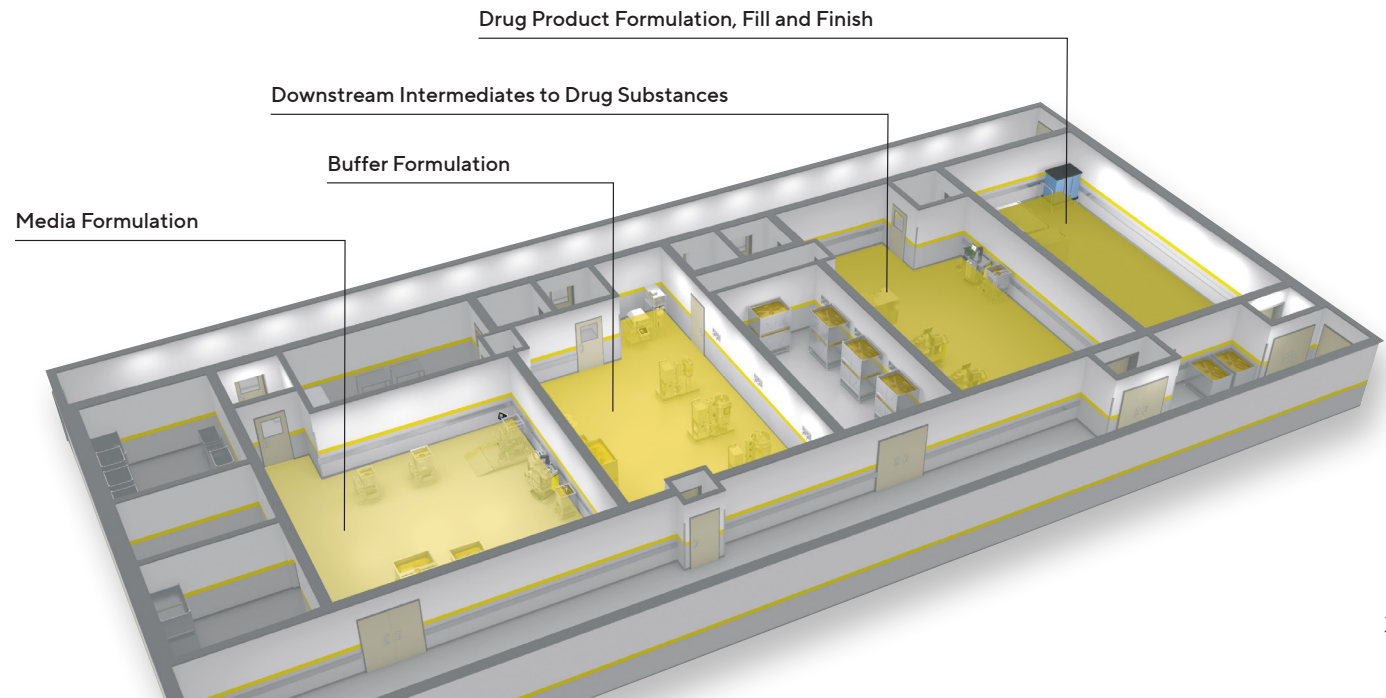 Drug Product Formulation, Fill and Finish
Downstream Intermediates to Drug Substances
Buffer Formulation
Media Formulation